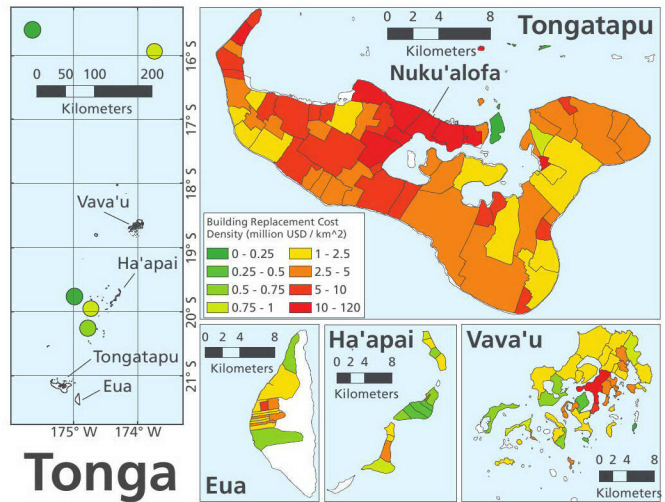 0 50 100 200
Kilometers
16° S
17° S
18° S
19° S
20° S
21° S
Vava'u
Ha'apai
Tongatapu
Eua
175° W 174° W
Tonga
0 2 4 8
Kilometers
Tongatapu
Nuku'alofa
Building Replacement Cost
Density (million USD / km^2)
0 - 0.25
0.25 - 0.5
0.5 - 0.75
0.75 - 1
1 - 2.5
2.5 - 5
5 - 10
10 - 120
0 2 4 8
Kilometers
Eua
Ha'apai
0 2 4 8
Kilometers
Vava'u
0 2 4 8
Kilometers